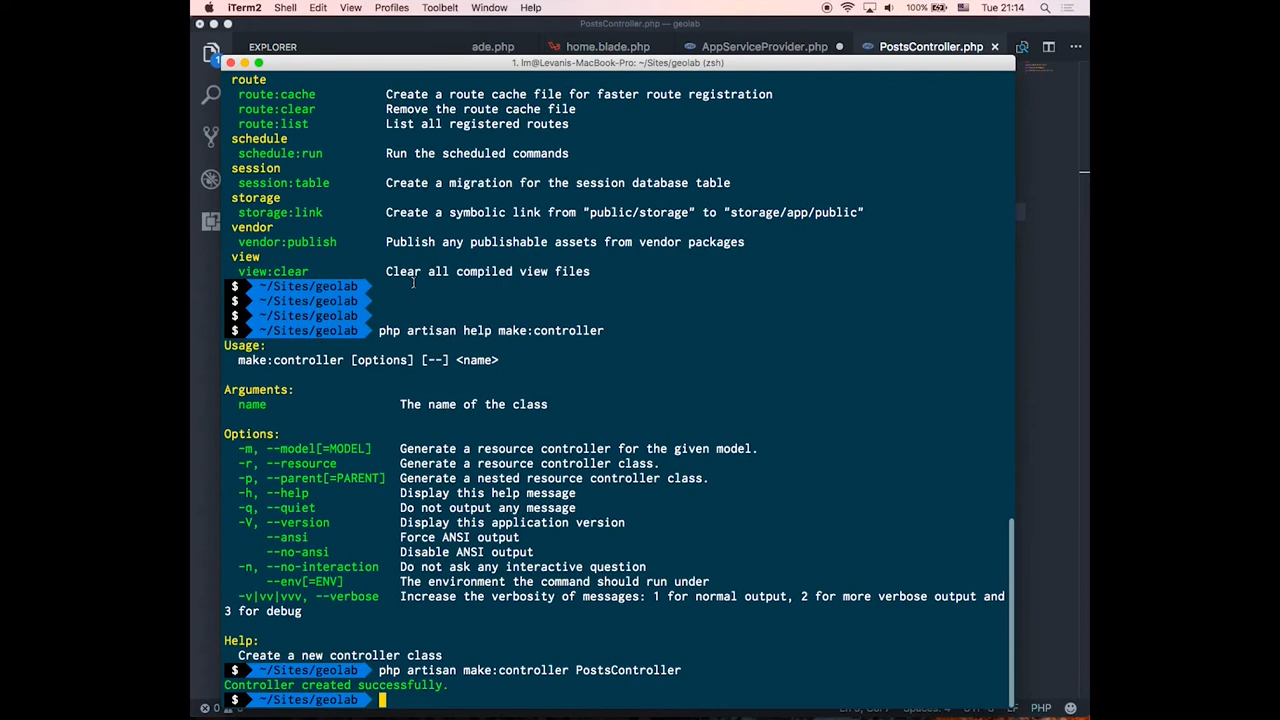 iTerm2 Shell Edit View Profiles Toolbelt Window Help 60% Tue 21:14
PostsController.php — geolab
EXPLORER ade.php home.blade.php AppServiceProvider.php PostsController.php
1. lm@Levanis-MacBook-Pro: ~/Sites/geolab (zsh)
route
route:cache Create a route cache file for faster route registration
route:clear Remove the route cache file
route:list List all registered routes
schedule
schedule:run Run the scheduled commands
session
session:table Create a migration for the session database table
storage
storage:link Create a symbolic link from "public/storage" to "storage/app/public"
vendor
vendor:publish Publish any publishable assets from vendor packages
view
view:clear Clear all compiled view files
$ ~/Sites/geolab
$ ~/Sites/geolab
$ ~/Sites/geolab
$ ~/Sites/geolab php artisan help make:controller
Usage:
make:controller [options] [--] <name>
Arguments:
name The name of the class
Options:
-m, --model[=MODEL] Generate a resource controller for the given model.
-r, --resource Generate a resource controller class.
-p, --parent[=PARENT] Generate a nested resource controller class.
-h, --help Display this help message
-q, --quiet Do not output any message
-V, --version Display this application version
--ansi Force ANSI output
--no-ansi Disable ANSI output
-n, --no-interaction Do not ask any interactive question
--env[=ENV] The environment the command should run under
-v|vv|vvv, --verbose Increase the verbosity of messages: 1 for normal output, 2 for more verbose output and
3 for debug
Help:
Create a new controller class
$ ~/Sites/geolab php artisan make:controller PostsController
Controller created successfully.
$ ~/Sites/geolab
PHP